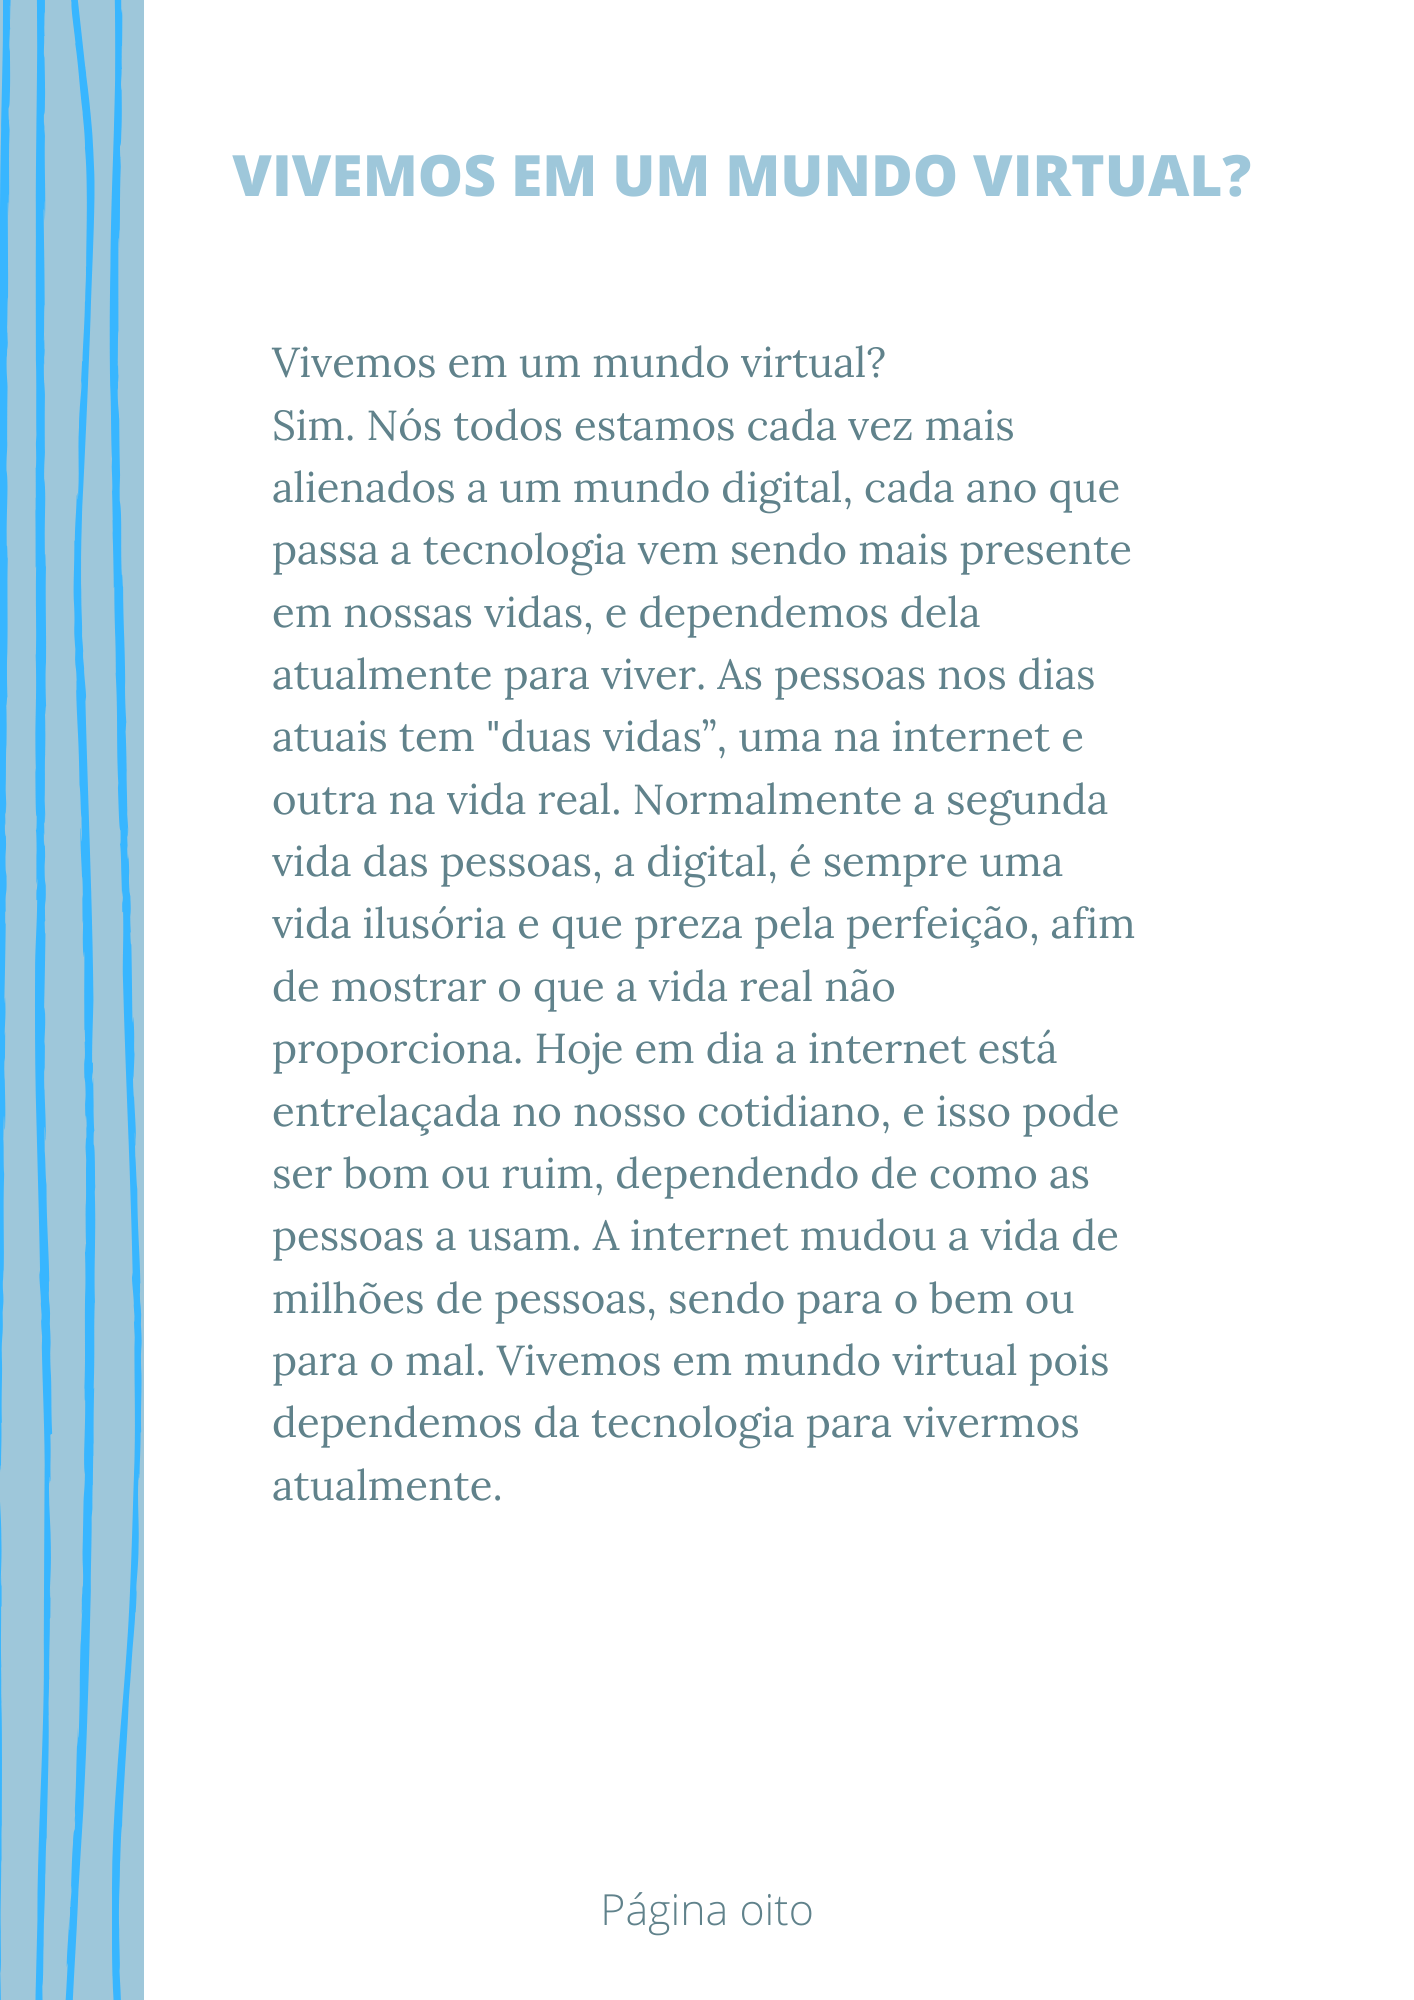 VIVEMOS EM UM MUNDO VIRTUAL?
Vivemos em um mundo virtual?
Sim. Nós todos estamos cada vez mais
alienados a um mundo digital, cada ano que
passa a tecnologia vem sendo mais presente
em nossas vidas, e dependemos dela
atualmente para viver. As pessoas nos dias
atuais tem "duas vidas”, uma na internet e
outra na vida real. Normalmente a segunda
vida das pessoas, a digital, é sempre uma
vida ilusória e que preza pela perfeição, afim
de mostrar o que a vida real não
proporciona. Hoje em dia a internet está
entrelaçada no nosso cotidiano, e isso pode
ser bom ou ruim, dependendo de como as
pessoas a usam. A internet mudou a vida de
milhões de pessoas, sendo para o bem ou
para o mal. Vivemos em mundo virtual pois
dependemos da tecnologia para vivermos
atualmente.
Página oito